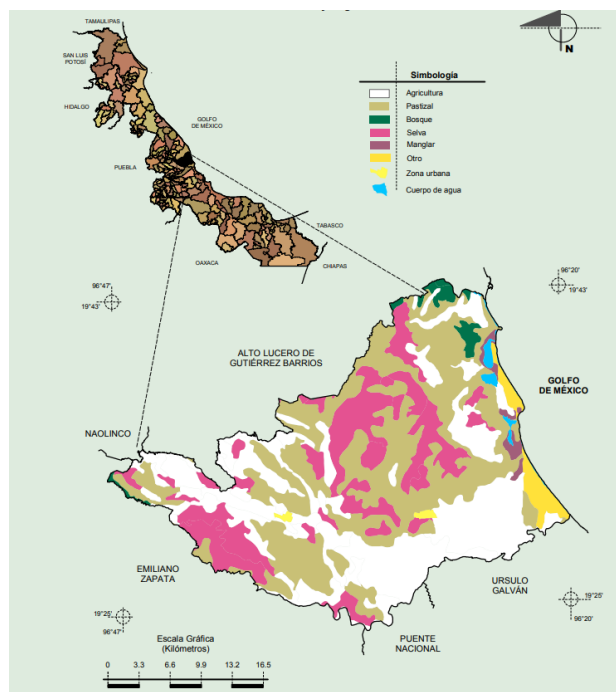 TAMAULIPAS
SAN LUIS
POTOSÍ
HIDALGO
GOLFO
DE MÉXICO
PUEBLA
TABASCO
OAXACA
CHIAPAS
N
Simbología
Agricultura
Pastizal
Bosque
Selva
Manglar
Otro
Zona urbana
Cuerpo de agua
96°47'
19°43'
96°20'
19°43'
ALTO LUCERO DE
GUTIÉRREZ BARRIOS
GOLFO
DE MÉXICO
NAOLINCO
EMILIANO
ZAPATA
URSULO
GALVÁN
PUENTE
NACIONAL
19°25'
96°47'
19°25'
96°20'
Escala Gráfica
(Kilómetros)
0 3.3 6.6 9.9 13.2 16.5